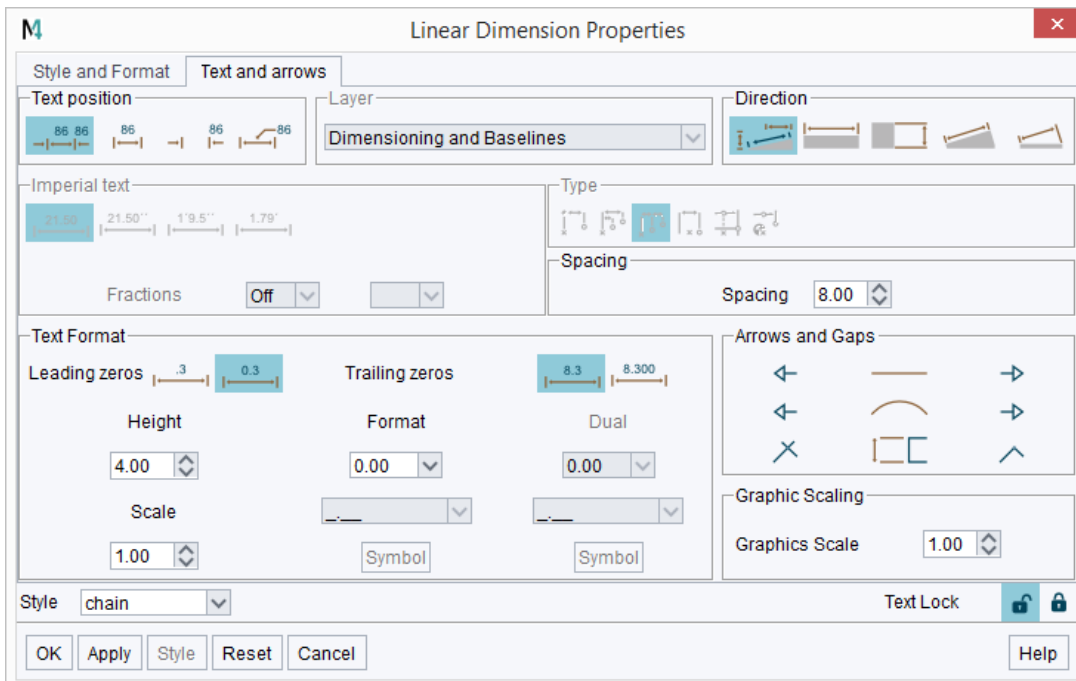 M4
Linear Dimension Properties
Style and Format
Text and arrows
Text position
86 86
86
86
86
Layer
Dimensioning and Baselines
Direction
Imperial text
21.50
21.50''
1'9.5''
1.79'
Fractions
Off
Type
Spacing
Spacing
8.00
Text Format
Leading zeros
.3
0.3
Trailing zeros
8.3
8.300
Height
Format
Dual
4.00
0.00
0.00
Scale
_.__
_.__
1.00
Symbol
Symbol
Arrows and Gaps
Graphic Scaling
Graphics Scale
1.00
Style
chain
Text Lock
OK
Apply
Style
Reset
Cancel
Help